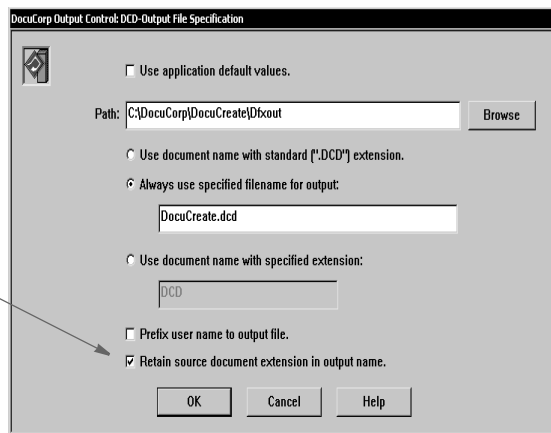 DocuCorp Output Control: DCD-Output File Specification
Use application default values.
Path: C:\DocuCorp\DocuCreate\Dfxout Browse
Use document name with standard (".DCD") extension.
Always use specified filename for output:
DocuCreate.dcd
Use document name with specified extension:
DCD
Prefix user name to output file.
Retain source document extension in output name.
OK Cancel Help